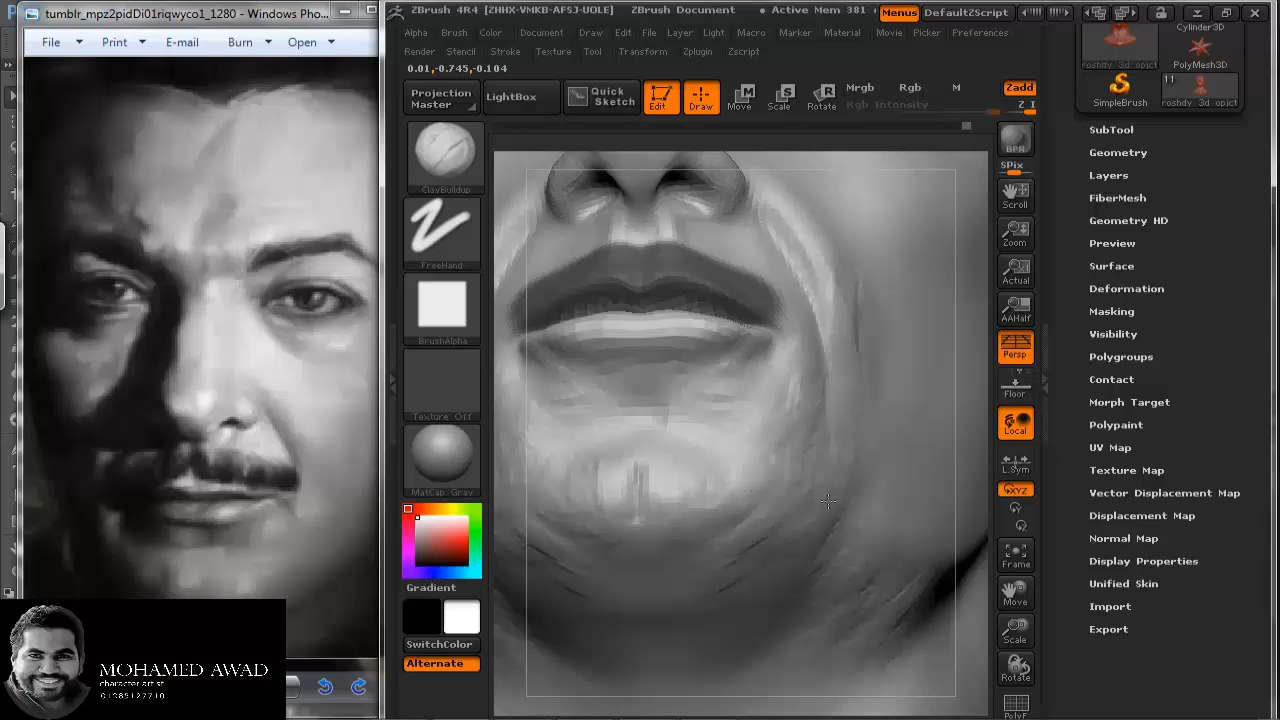 tumblr_mpz2pidDi01riqwyco1_1280 - Windows Pho...
File Print E-mail Burn Open
ZBrush 4R4 [ZHHX-VMKB-AFSJ-UOLE] ZBrush Document • Active Mem 381 Menus DefaultZScript
Alpha Brush Color Document Draw Edit File Layer Light Macro Marker Material Movie Picker Preferences
Render Stencil Stroke Texture Tool Transform Zplugin Zscript
0.01,-0.745,-0.104
Projection Master
LightBox
Quick Sketch
Edit
Draw
Move
Scale
Rotate
Mrgb Rgb M
Rgb Intensity
Zadd
Z I
ClayBuildup
FreeHand
BrushAlpha
Texture Off
MatCap Gray
Gradient
SwitchColor
Alternate
BPR
SPix
Scroll
Zoom
Actual
AAHalf
Persp
Floor
Local
L.Sym
XYZ
Frame
Move
Scale
Rotate
PolyF
Cylinder3D
roshdy_3d_opict
PolyMesh3D
SimpleBrush
11
roshdy_3d_opict
SubTool
Geometry
Layers
FiberMesh
Geometry HD
Preview
Surface
Deformation
Masking
Visibility
Polygroups
Contact
Morph Target
Polypaint
UV Map
Texture Map
Vector Displacement Map
Displacement Map
Normal Map
Display Properties
Unified Skin
Import
Export
MOHAMED AWAD
character artist